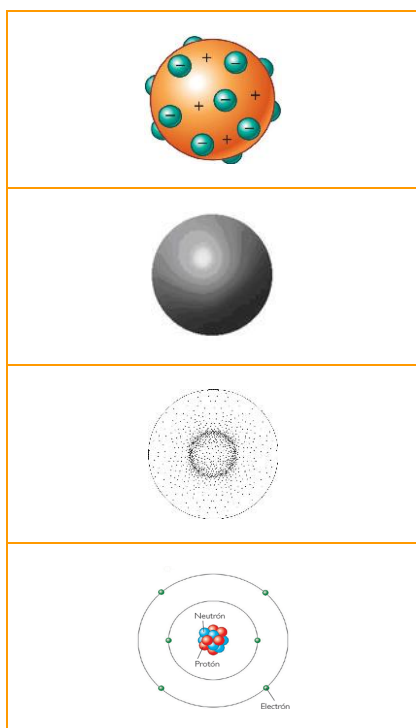 − + −
− + − +
− + −
−
Neutrón
Protón
Electrón